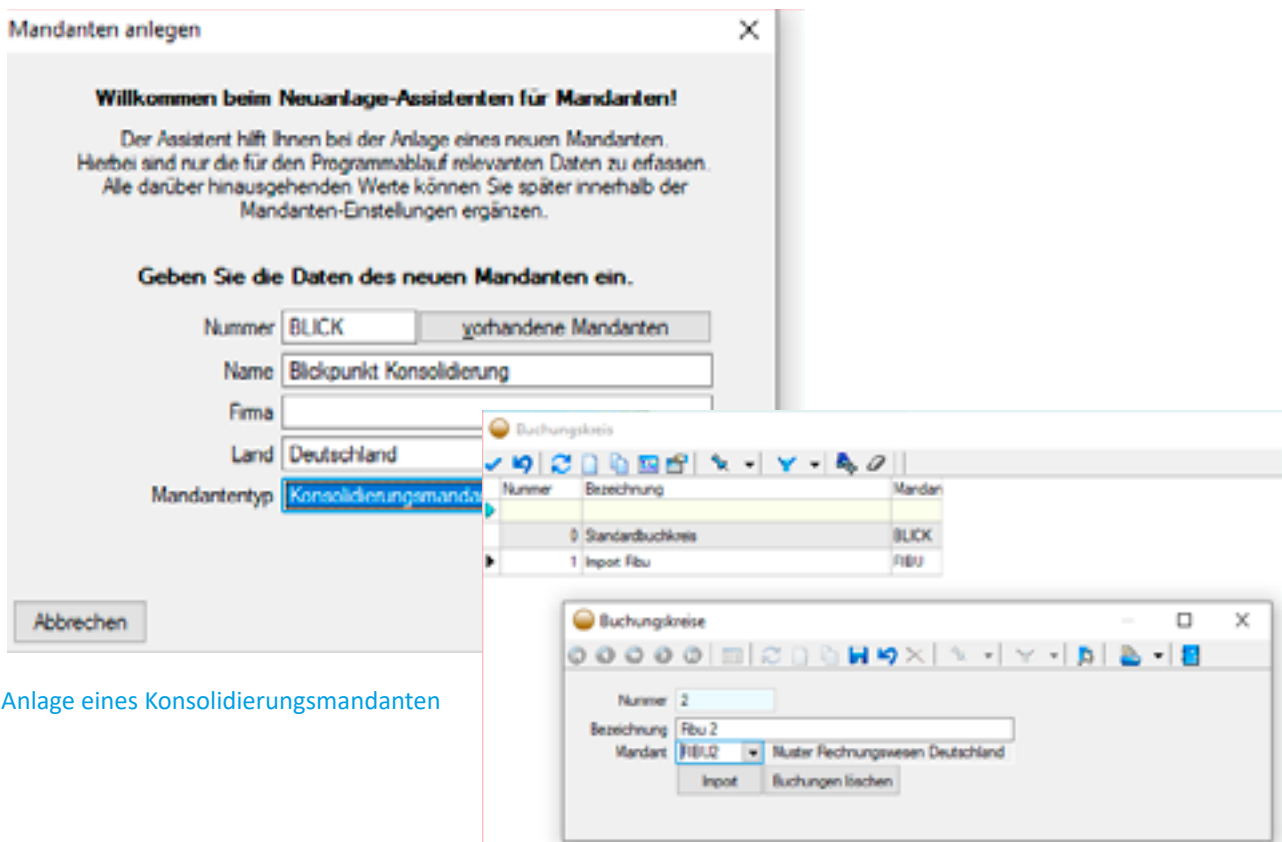 Mandanten anlegen
Willkommen beim Neuanlage-Assistenten für Mandanten!
Der Assistent hilft Ihnen bei der Anlage eines neuen Mandanten.
Hierbei sind nur die für den Programmablauf relevanten Daten zu erfassen.
Alle darüber hinausgehenden Werte können Sie später innerhalb der
Mandanten-Einstellungen ergänzen.
Geben Sie die Daten des neuen Mandanten ein.
Nummer BLICK vorhandene Mandanten
Name Blickpunkt Konsolidierung
Firma
Land Deutschland
Mandantentyp Konsolidierungsmanda
Abbrechen
Anlage eines Konsolidierungsmandanten
Buchungskreis
Nummer Bezeichnung Mandan
0 Standardbuchkreis BLICK
1 Import Fibu FIBU
Buchungskreise
Nummer 2
Bezeichnung Fibu 2
Mandant FIBU2 Muster Rechnungswesen Deutschland
Import Buchungen löschen